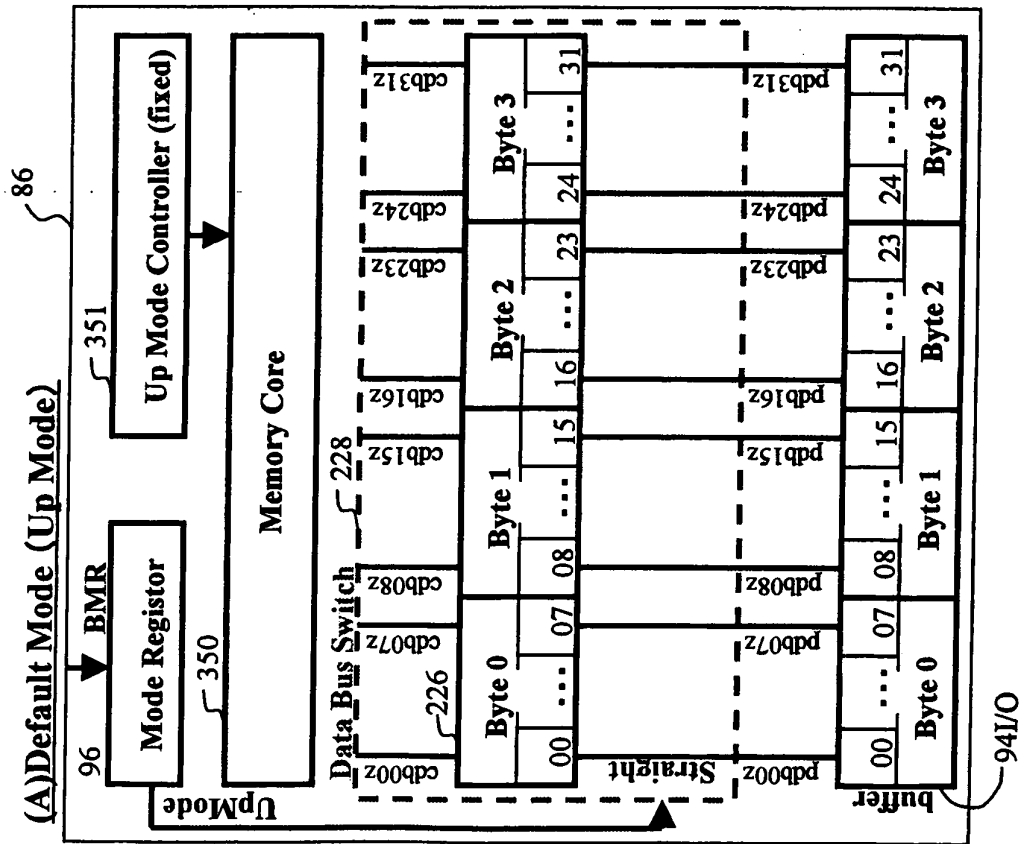 (A)Default Mode (Up Mode)
86
BMR
96
Mode Registor
351
Up Mode Controller (fixed)
350
Memory Core
UpMode
Data Bus Switch
228
cdb00z
cdb07z
cdb08z
cdb15z
cdb16z
cdb23z
cdb24z
cdb31z
226
Byte 0
Byte 1
Byte 2
Byte 3
00 ... 07
08 ... 15
16 ... 23
24 ... 31
Straight
pdb00z
pdb07z
pdb08z
pdb15z
pdb16z
pdb23z
pdb24z
pdb31z
buffer
00 ... 07
08 ... 15
16 ... 23
24 ... 31
Byte 0
Byte 1
Byte 2
Byte 3
94I/O